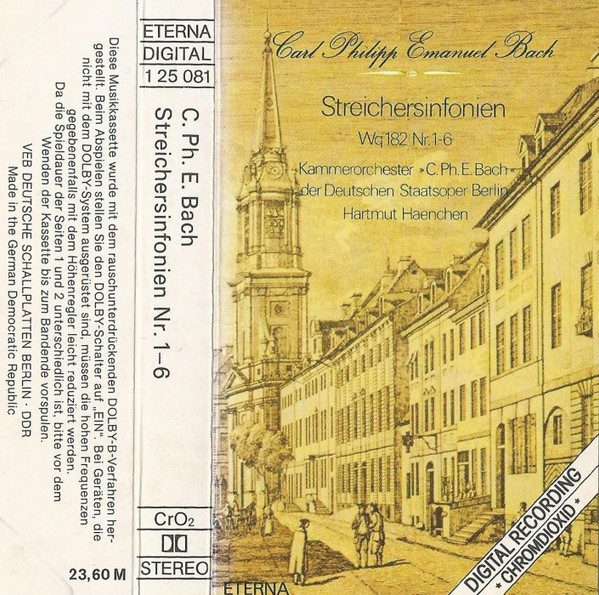 Diese Musikkassette wurde mit dem rauschunterdrückenden DOLBY-B-Verfahren her-
gestellt. Beim Abspielen stellen Sie den DOLBY-Schalter auf „EIN“. Bei Geräten, die
nicht mit dem DOLBY-System ausgerüstet sind, müssen die hohen Frequenzen
gegebenenfalls mit dem Höhenregler leicht reduziert werden.
Da die Spieldauer der Seiten 1 und 2 unterschiedlich ist, bitte vor dem
Wenden der Kassette bis zum Bandende vorspulen.
VEB DEUTSCHE SCHALLPLATTEN BERLIN · DDR
Made in the German Democratic Republic
23,60 M
ETERNA
DIGITAL
1 25 081
C. Ph. E. Bach
Streichersinfonien Nr. 1–6
CrO₂
DD
STEREO
Carl Philipp Emanuel Bach
Streichersinfonien
Wq 182 Nr. 1-6
Kammerorchester »C. Ph. E. Bach«
der Deutschen Staatsoper Berlin
Hartmut Haenchen
DIGITAL RECORDING
* CHROMDIOXID *
ETERNA